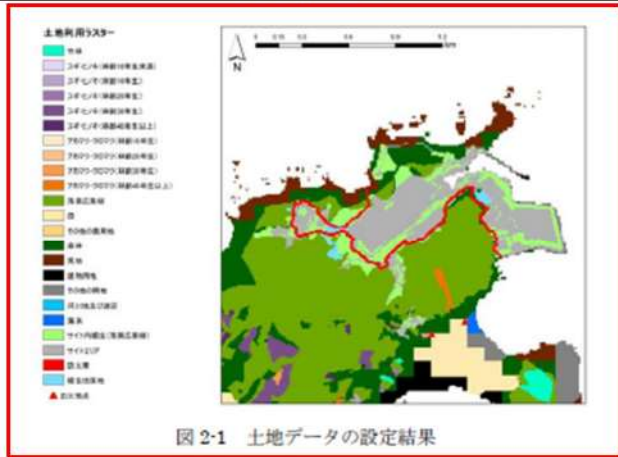 土地利用ラスター
竹林
スギ・ヒノキ(林齢10年生未満)
スギ・ヒノキ(林齢10年生)
スギ・ヒノキ(林齢20年生)
スギ・ヒノキ(林齢30年生)
スギ・ヒノキ(林齢40年生以上)
アカマツ・クロマツ(林齢10年生)
アカマツ・クロマツ(林齢20年生)
アカマツ・クロマツ(林齢30年生)
アカマツ・クロマツ(林齢40年生以上)
落葉広葉樹
田
その他の農用地
森林
荒地
建物用地
その他の用地
河川地及び湖沼
海浜
サイト内植生(落葉広葉樹)
サイトエリア
防火帯
発火地点
N
km
図 2-1 土地データの設定結果